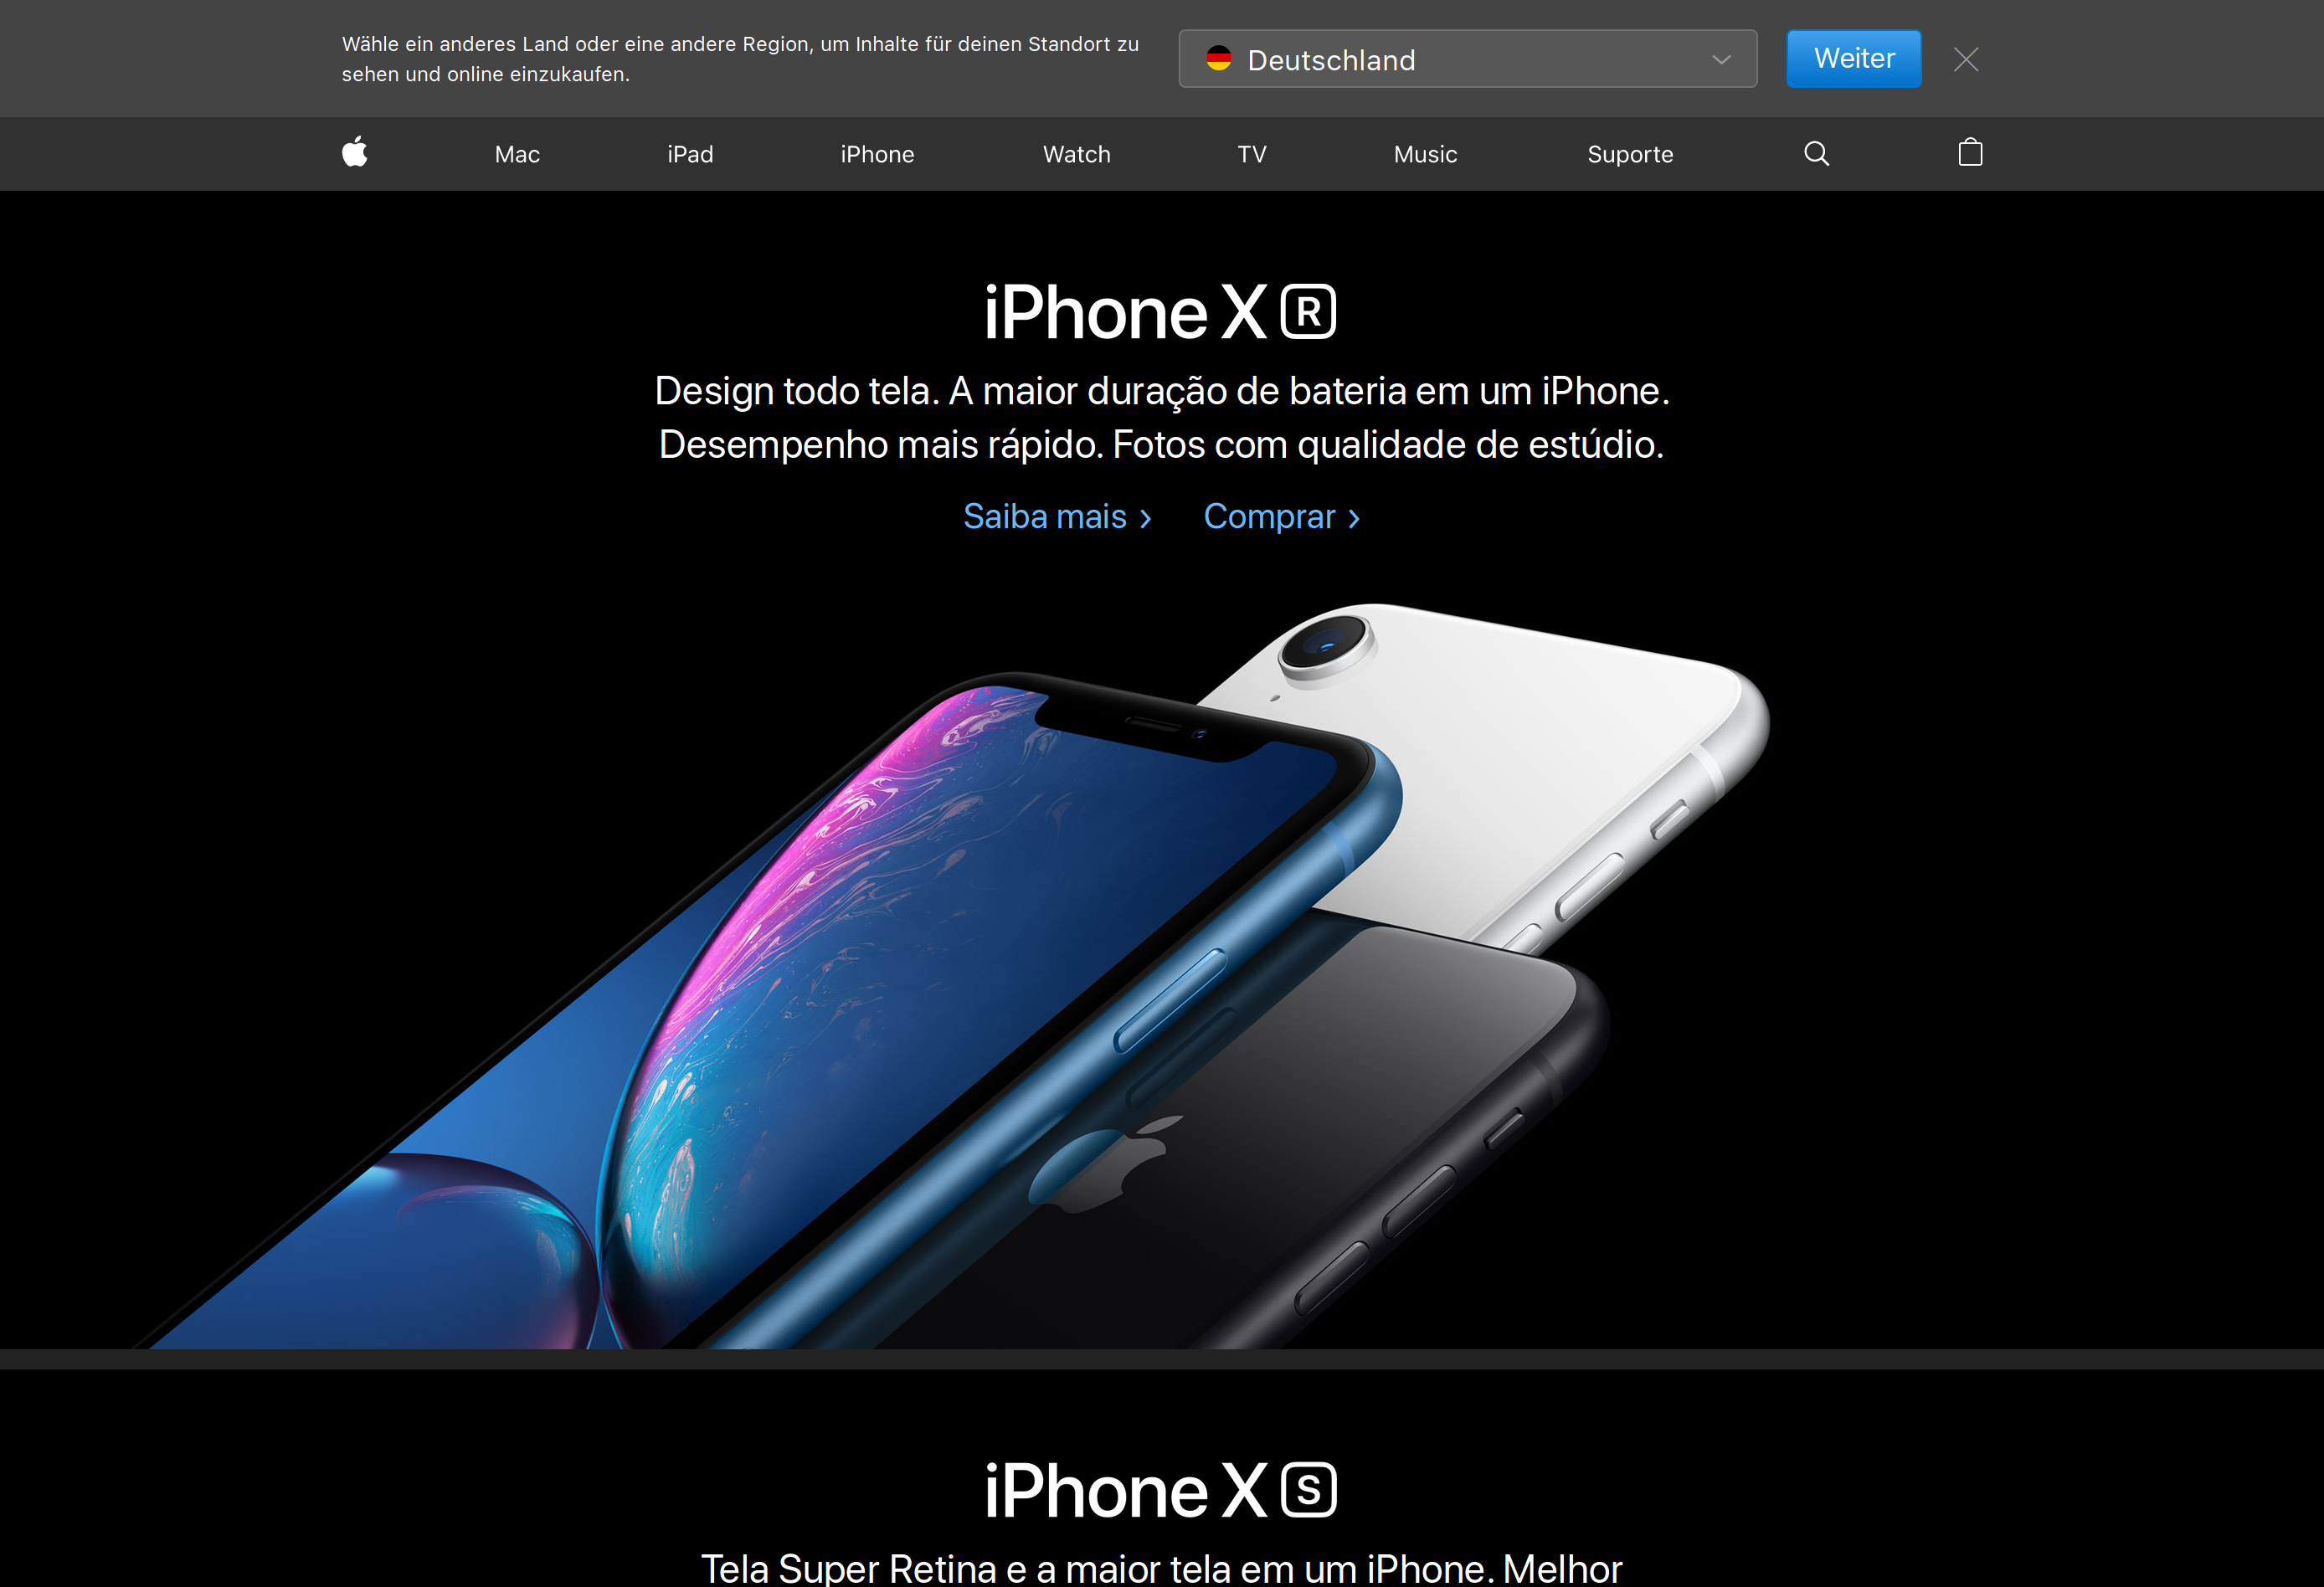 Wähle ein anderes Land oder eine andere Region, um Inhalte für deinen Standort zu
sehen und online einzukaufen.
Deutschland
Weiter
Mac
iPad
iPhone
Watch
TV
Music
Suporte
iPhone XR
Design todo tela. A maior duração de bateria em um iPhone.
Desempenho mais rápido. Fotos com qualidade de estúdio.
Saiba mais >
Comprar >
iPhone XS
Tela Super Retina e a maior tela em um iPhone. Melhor